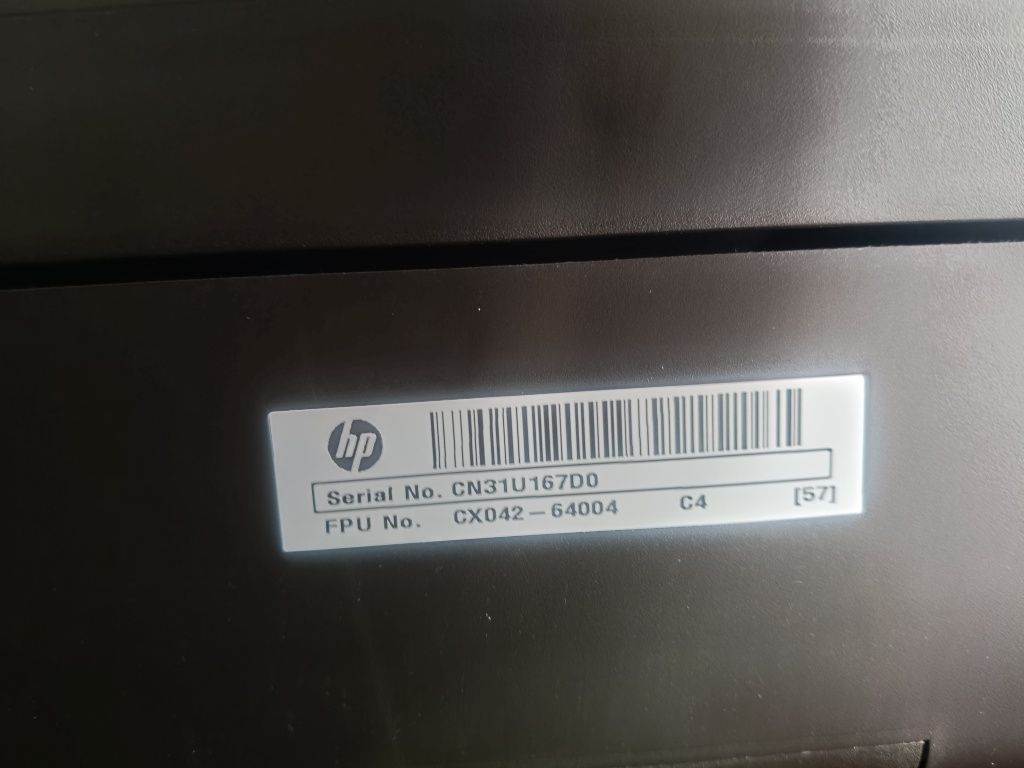 hp
Serial No. CN31U167D0
FPU No. CX042-64004 C4 [57]